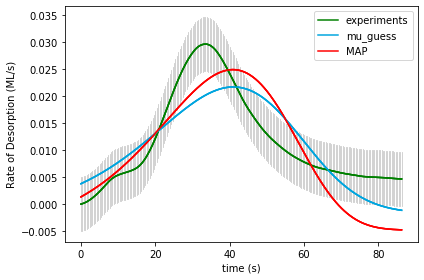 0.035
0.030
0.025
0.020
0.015
0.010
0.005
0.000
−0.005
Rate of Desorption (ML/s)
experiments
mu_guess
MAP
0 20 40 60 80
time (s)